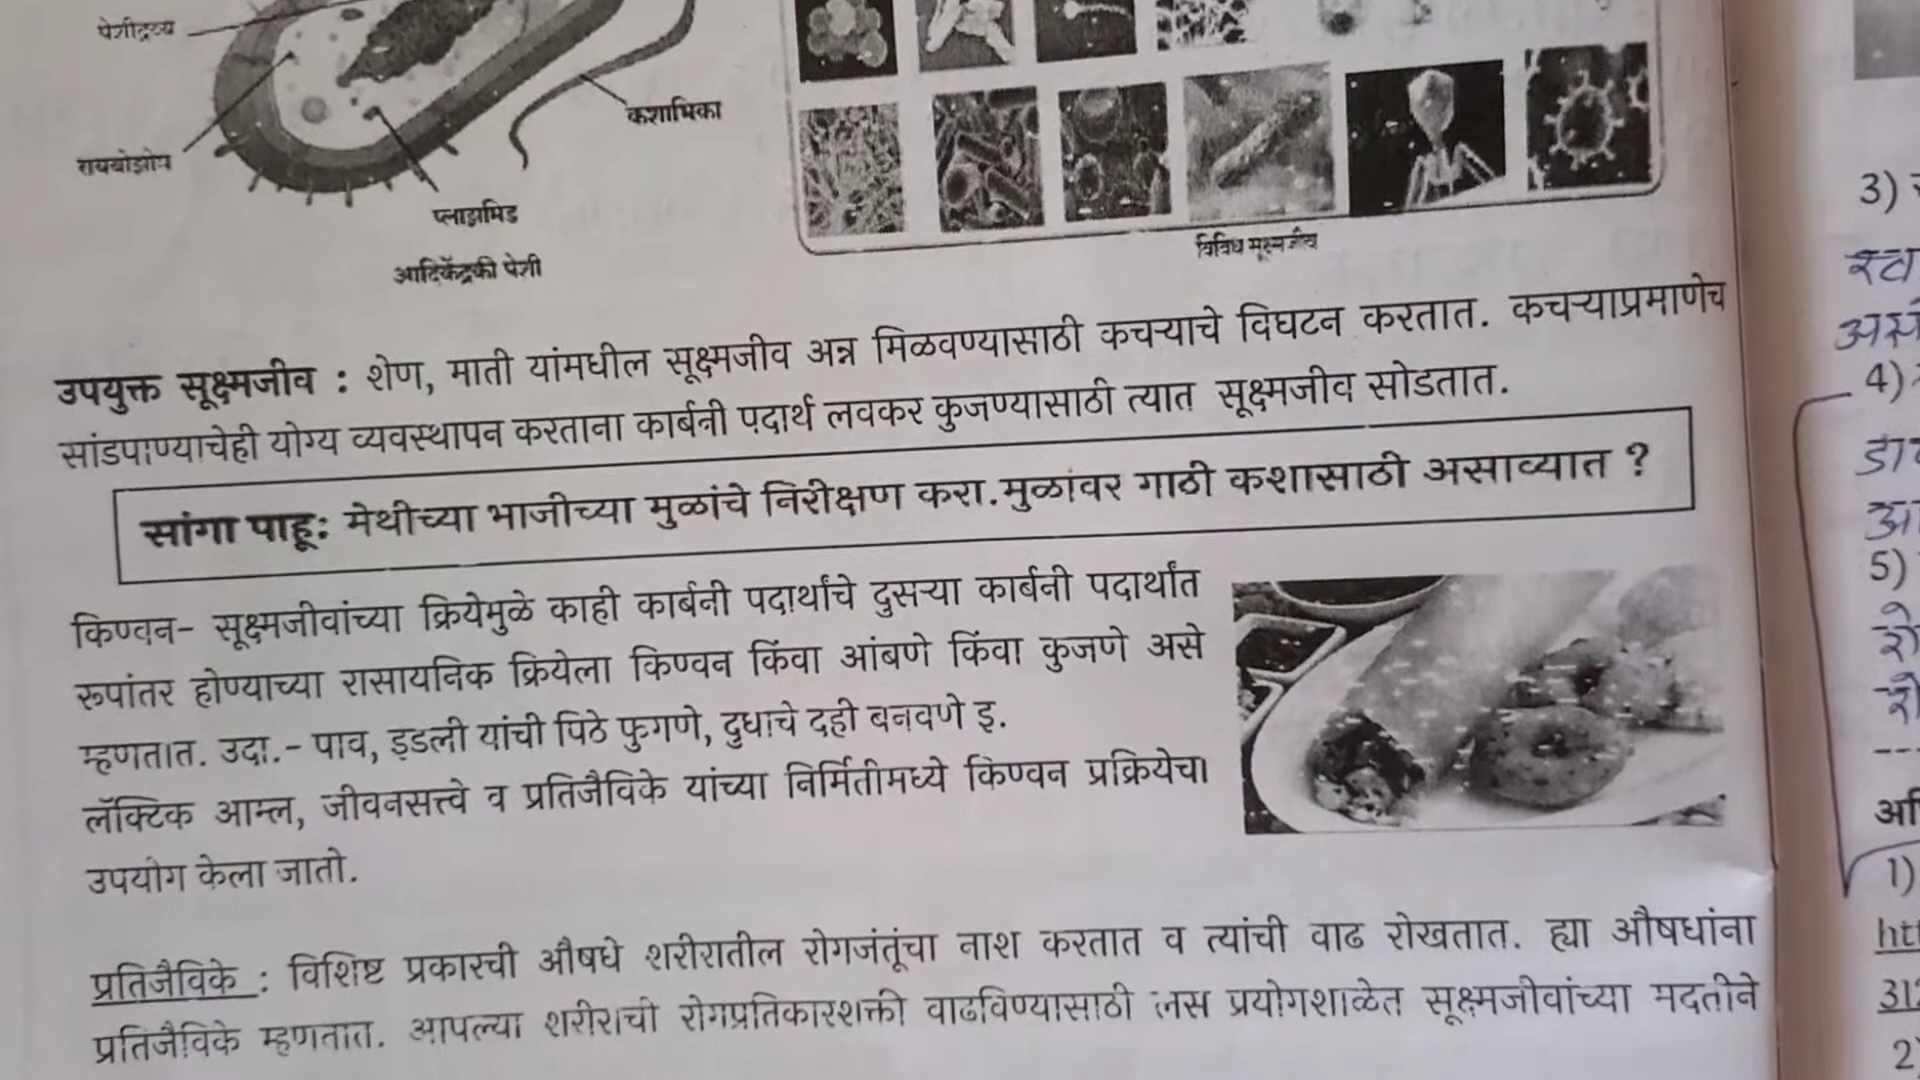 पेशीद्रव्य
कशाभिका
रायबोझोम
प्लाझमिड
आदिकेंद्रकी पेशी
विविध सूक्ष्मजीव
उपयुक्त सूक्ष्मजीव : शेण, माती यांमधील सूक्ष्मजीव अन्न मिळवण्यासाठी कचऱ्याचे विघटन करतात. कचऱ्याप्रमाणेच
सांडपाण्याचेही योग्य व्यवस्थापन करताना कार्बनी पदार्थ लवकर कुजण्यासाठी त्यात सूक्ष्मजीव सोडतात.
सांगा पाहू: मेथीच्या भाजीच्या मुळांचे निरीक्षण करा.मुळांवर गाठी कशासाठी असाव्यात ?
किण्वन- सूक्ष्मजीवांच्या क्रियेमुळे काही कार्बनी पदार्थांचे दुसऱ्या कार्बनी पदार्थांत
रूपांतर होण्याच्या रासायनिक क्रियेला किण्वन किंवा आंबणे किंवा कुजणे असे
म्हणतात. उदा.- पाव, इडली यांची पिठे फुगणे, दुधाचे दही बनवणे इ.
लॅक्टिक आम्ल, जीवनसत्त्वे व प्रतिजैविके यांच्या निर्मितीमध्ये किण्वन प्रक्रियेचा
उपयोग केला जातो.
प्रतिजैविके : विशिष्ट प्रकारची औषधे शरीरातील रोगजंतूंचा नाश करतात व त्यांची वाढ रोखतात. ह्या औषधांना
प्रतिजैविके म्हणतात. आपल्या शरीराची रोगप्रतिकारशक्ती वाढविण्यासाठी लस प्रयोगशाळेत सूक्ष्मजीवांच्या मदतीने
3)
4)
5)
1)
htt
2)